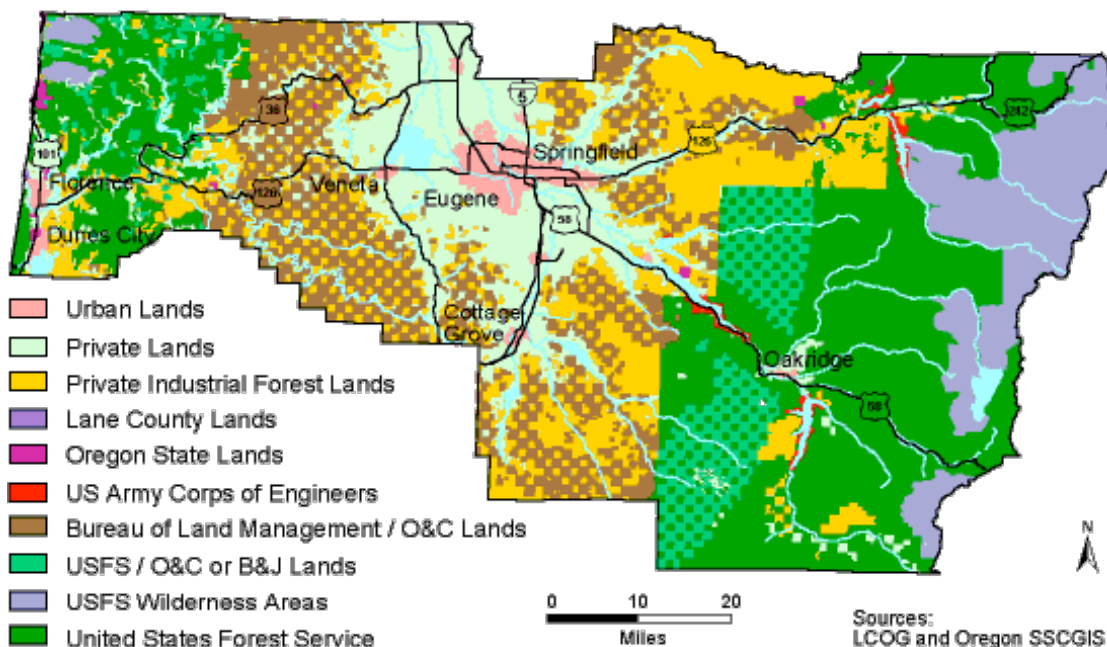 5
36
242
126
Springfield
101
Florence
126
Veneta
Eugene
58
Dunes City
Urban Lands
Cottage
Grove
Private Lands
Oakridge
Private Industrial Forest Lands
58
Lane County Lands
Oregon State Lands
US Army Corps of Engineers
Bureau of Land Management / O&C Lands
N
USFS / O&C or B&J Lands
USFS Wilderness Areas
0 10 20
Miles
United States Forest Service
Sources:
LCOG and Oregon SSCGIS